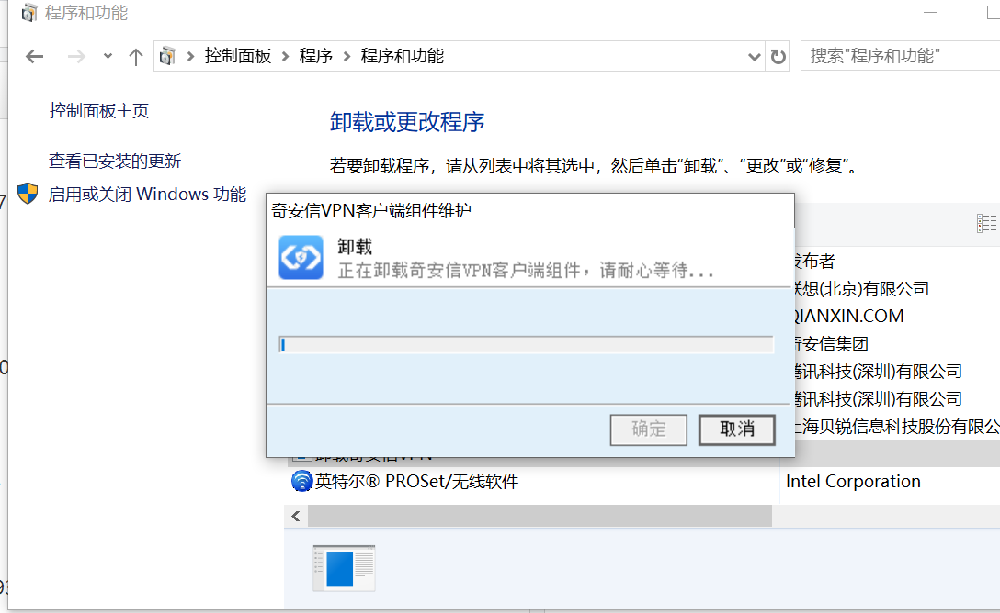 程序和功能
控制面板 程序 程序和功能
搜索"程序和功能"
控制面板主页
卸载或更改程序
查看已安装的更新
若要卸载程序，请从列表中将其选中，然后单击“卸载”、“更改”或“修复”。
启用或关闭 Windows 功能
奇安信VPN客户端组件维护
卸载
正在卸载奇安信VPN客户端组件，请耐心等待...
发布者
联想(北京)有限公司
QIANXIN.COM
奇安信集团
腾讯科技(深圳)有限公司
腾讯科技(深圳)有限公司
上海贝锐信息科技股份有限公
确定
取消
卸载奇安信VPN
英特尔® PROSet/无线软件
Intel Corporation